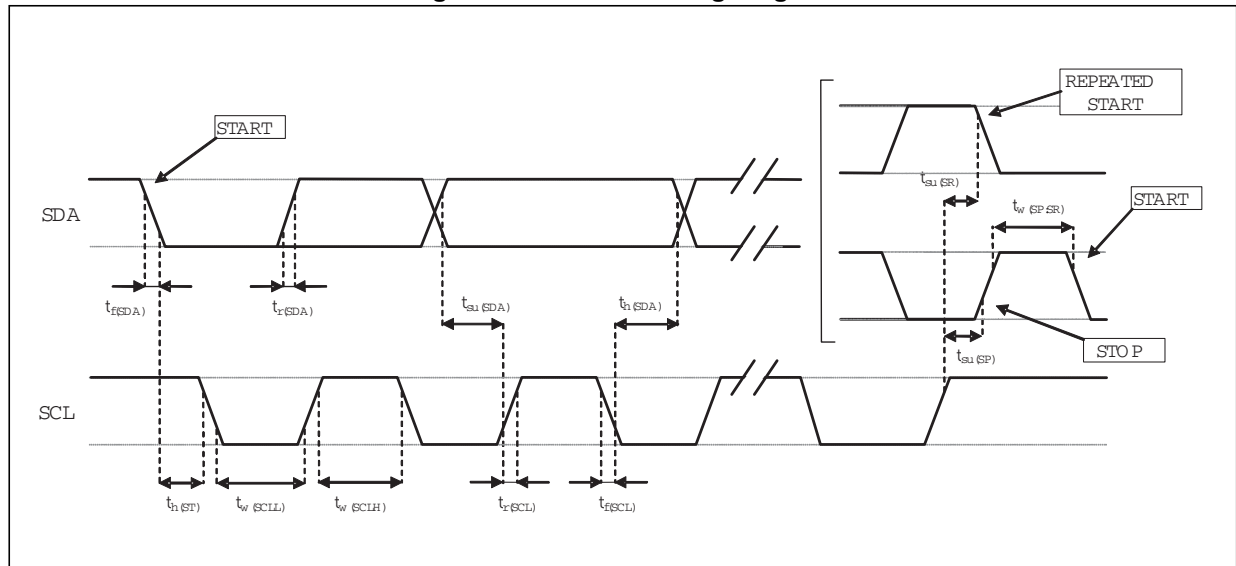 REPEATED
START
START
t_su(SR)
t_w(SP:SR)
START
SDA
t_f(SDA)
t_r(SDA)
t_su(SDA)
t_h(SDA)
t_su(SP)
STOP
SCL
t_h(ST)
t_w(SCLL)
t_w(SCLH)
t_r(SCL)
t_f(SCL)